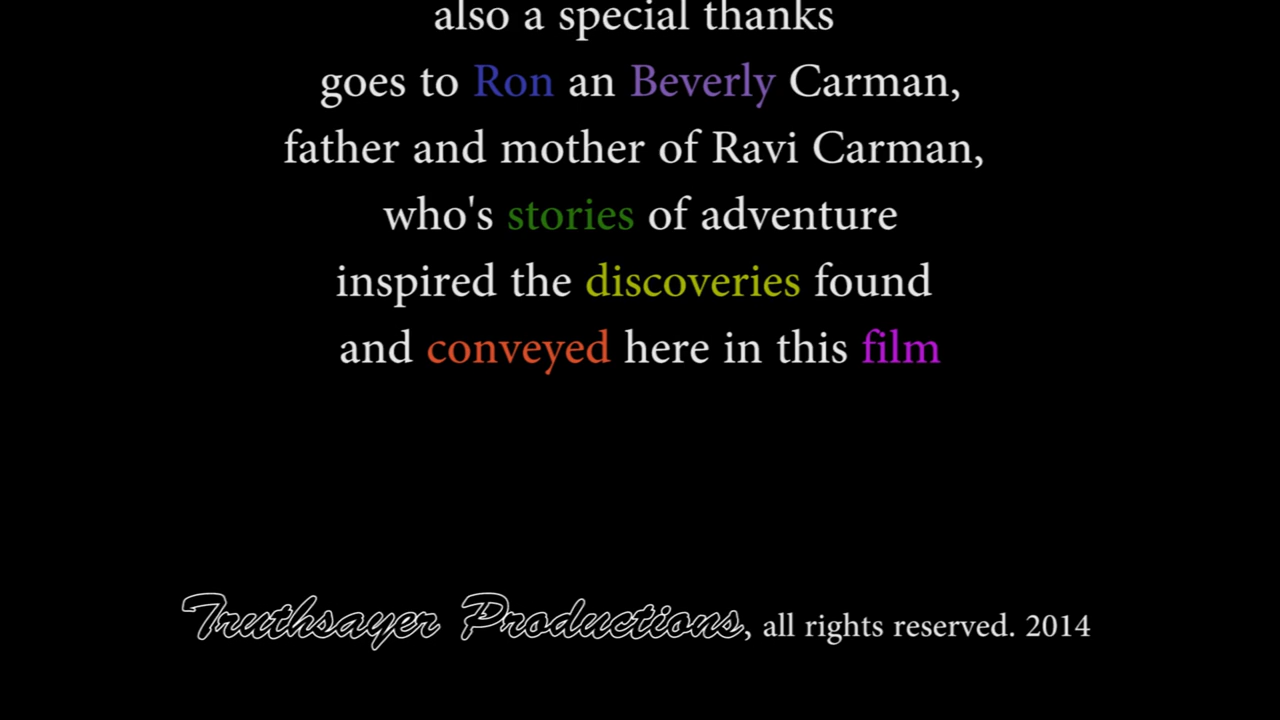 also a special thanks
goes to Ron an Beverly Carman,
father and mother of Ravi Carman,
who's stories of adventure
inspired the discoveries found
and conveyed here in this film
Truthsayer Productions, all rights reserved. 2014